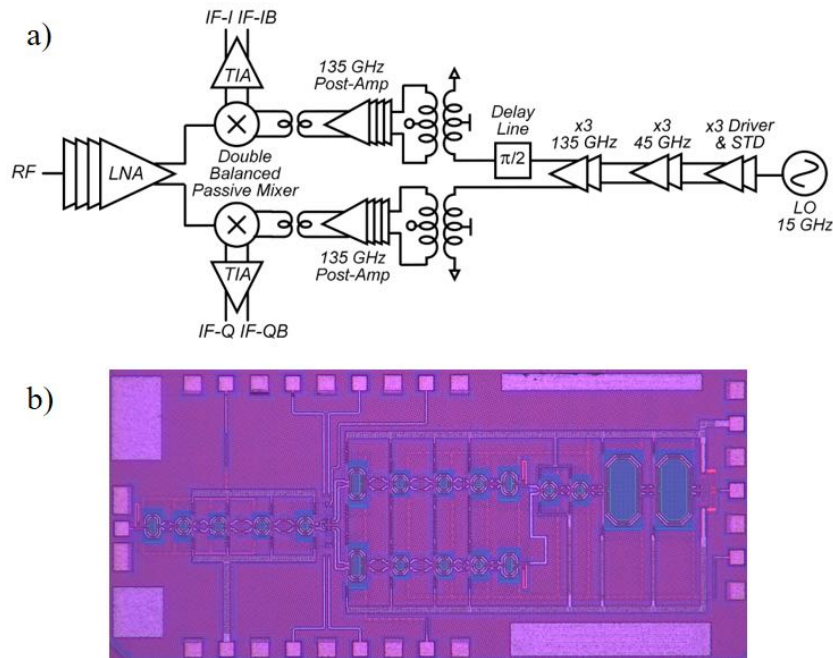 a)
IF-I IF-IB
TIA
135 GHz
Post-Amp
RF
LNA
Double
Balanced
Passive Mixer
Delay
Line
π/2
x3
135 GHz
x3
45 GHz
x3 Driver
& STD
LO
15 GHz
135 GHz
Post-Amp
TIA
IF-Q IF-QB
b)